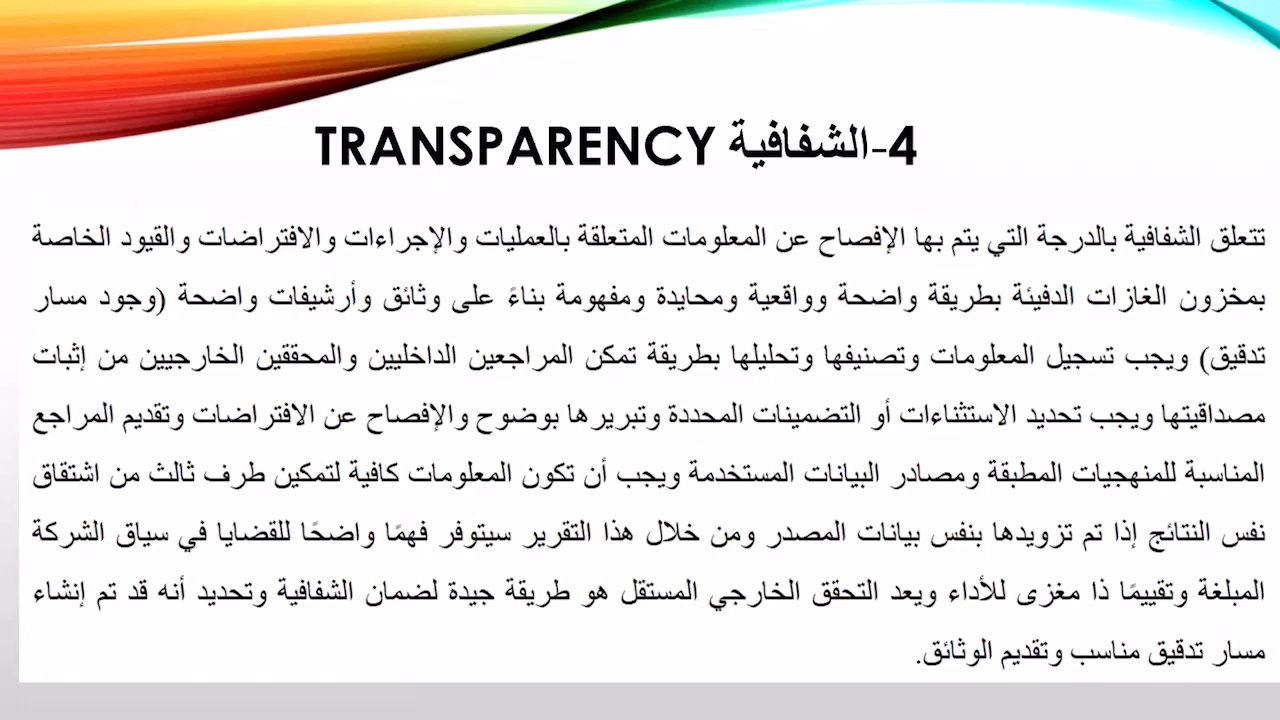 4-الشفافية TRANSPARENCY
تتعلق الشفافية بالدرجة التي يتم بها الإفصاح عن المعلومات المتعلقة بالعمليات والإجراءات والافتراضات والقيود الخاصة
بمخزون الغازات الدفيئة بطريقة واضحة وواقعية ومحايدة ومفهومة بناءً على وثائق وأرشيفات واضحة (وجود مسار
تدقيق) ويجب تسجيل المعلومات وتصنيفها وتحليلها بطريقة تمكن المراجعين الداخليين والمحققين الخارجيين من إثبات
مصداقيتها ويجب تحديد الاستثناءات أو التضمينات المحددة وتبريرها بوضوح والإفصاح عن الافتراضات وتقديم المراجع
المناسبة للمنهجيات المطبقة ومصادر البيانات المستخدمة ويجب أن تكون المعلومات كافية لتمكين طرف ثالث من اشتقاق
نفس النتائج إذا تم تزويدها بنفس بيانات المصدر ومن خلال هذا التقرير سيتوفر فهمًا واضحًا للقضايا في سياق الشركة
المبلغة وتقييمًا ذا مغزى للأداء ويعد التحقق الخارجي المستقل هو طريقة جيدة لضمان الشفافية وتحديد أنه قد تم إنشاء
مسار تدقيق مناسب وتقديم الوثائق.